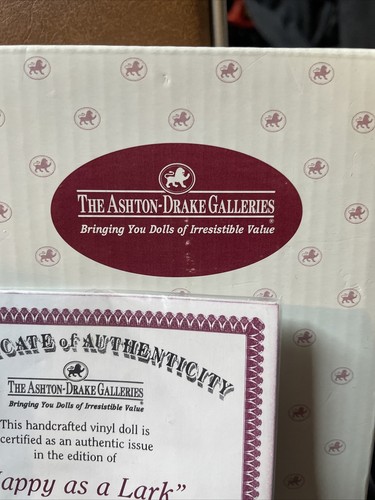 THE ASHTON-DRAKE GALLERIES
Bringing You Dolls of Irresistible Value
of AUTHENTICITY
THE ASHTON-DRAKE GALLERIES
Bringing You Dolls of Irresistible Value
This handcrafted vinyl doll is
certified as an authentic issue
in the edition of
as a Lark”